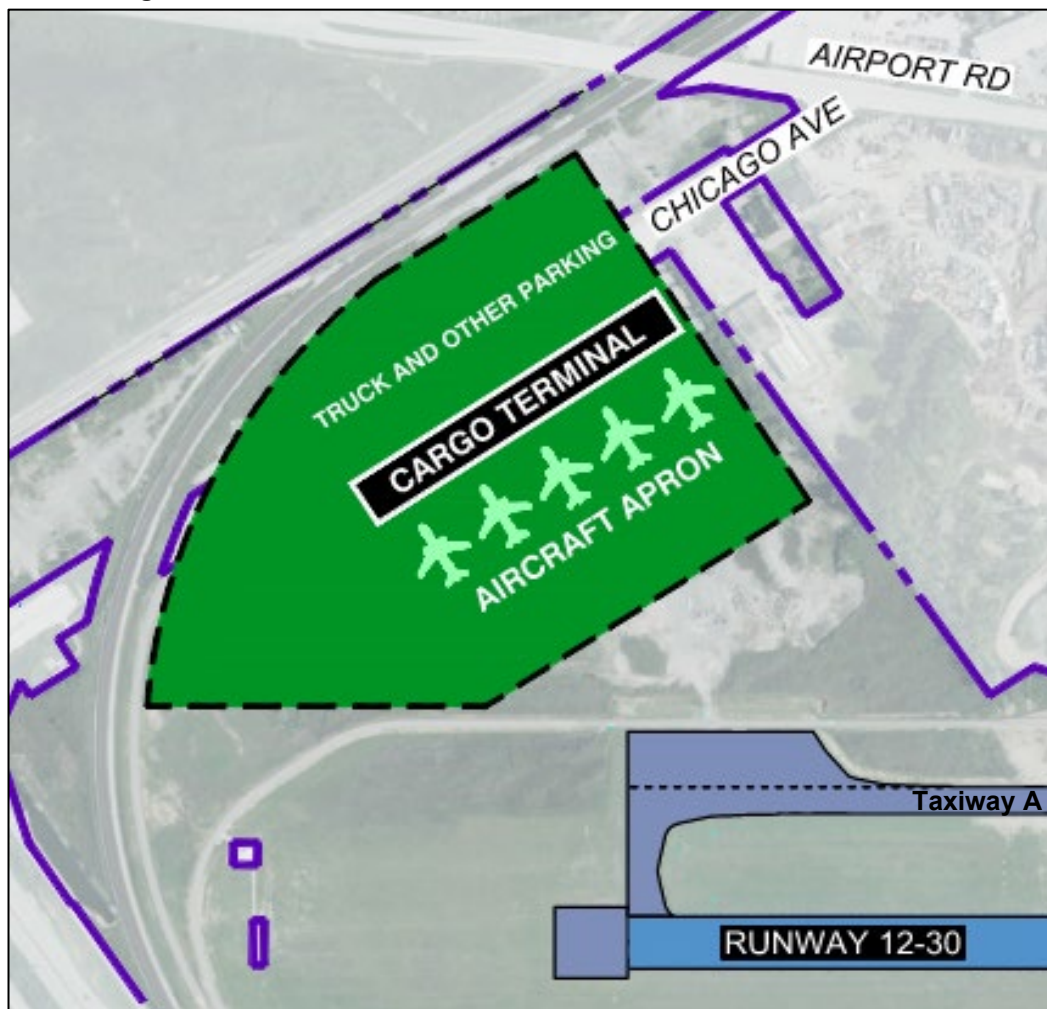 AIRPORT RD
CHICAGO AVE
TRUCK AND OTHER PARKING
CARGO TERMINAL
AIRCRAFT APRON
Taxiway A
RUNWAY 12-30